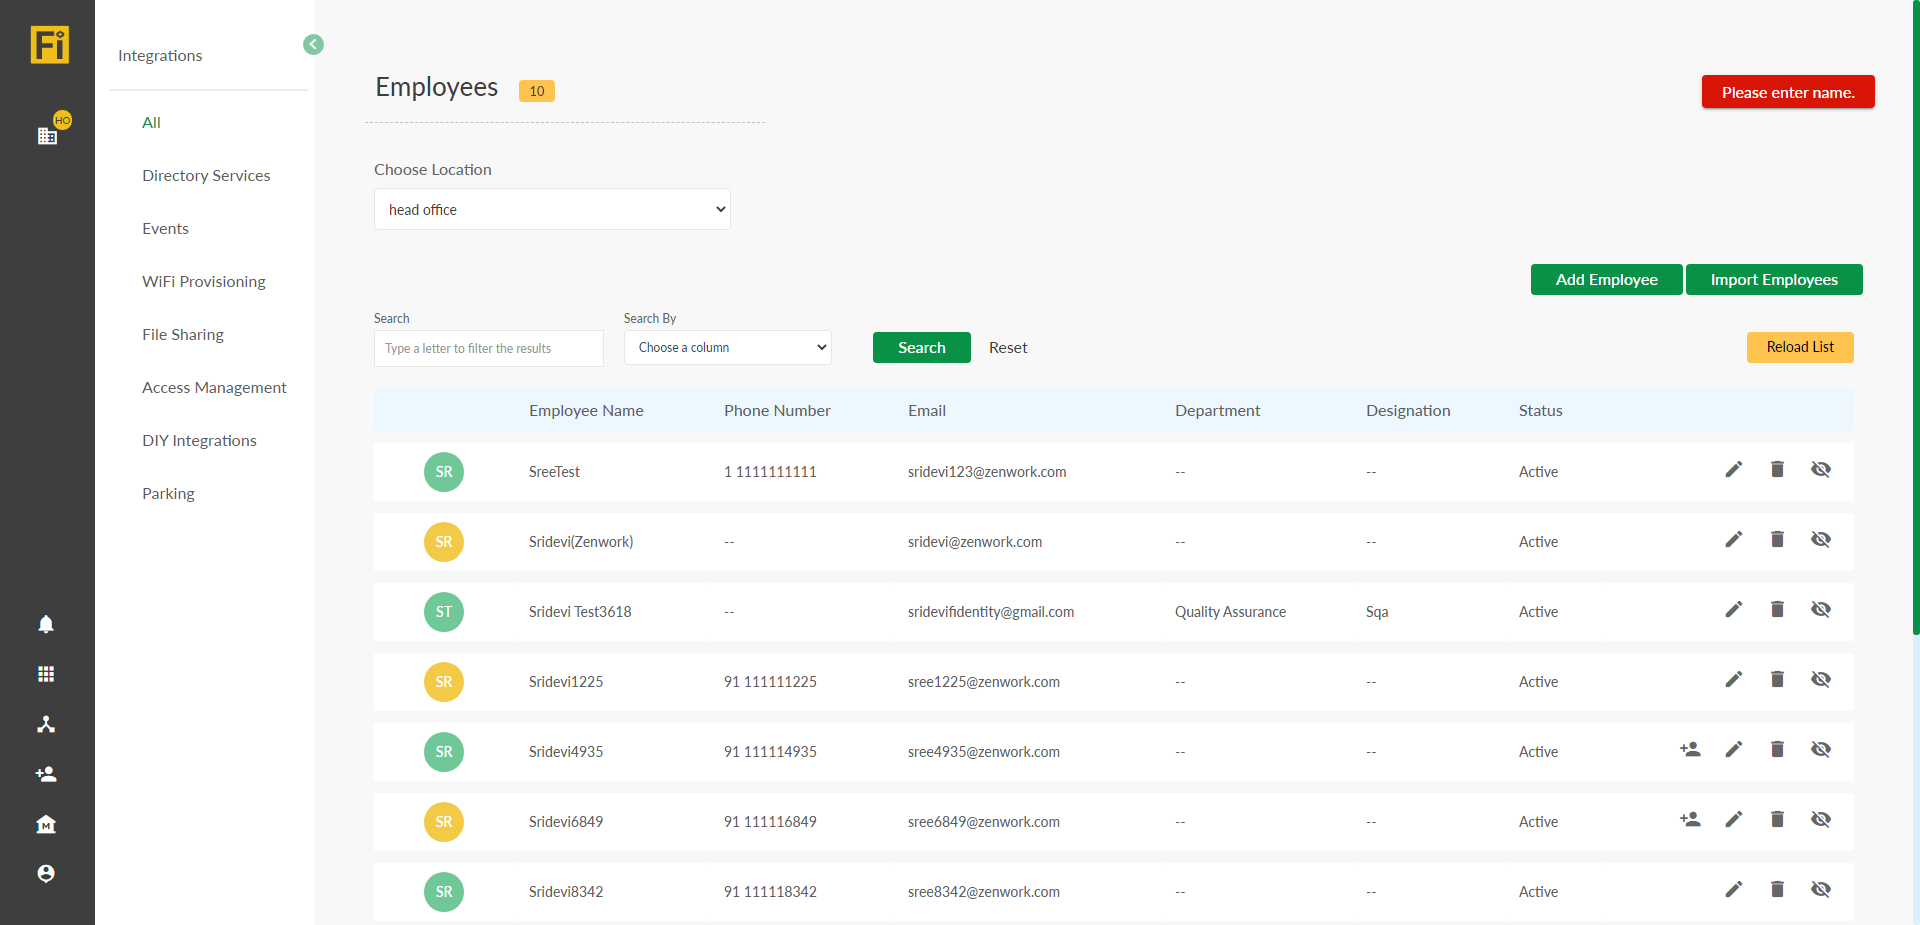 Fi
HO
Integrations
All
Directory Services
Events
WiFi Provisioning
File Sharing
Access Management
DIY Integrations
Parking
M
Employees 10
Please enter name.
Choose Location
head office
Add Employee Import Employees
Search Search By
Type a letter to filter the results Choose a column Search Reset Reload List
Employee Name Phone Number Email Department Designation Status
SR SreeTest 1 1111111111 sridevi123@zenwork.com -- -- Active
SR Sridevi(Zenwork) -- sridevi@zenwork.com -- -- Active
ST Sridevi Test3618 -- sridevifidentity@gmail.com Quality Assurance Sqa Active
SR Sridevi1225 91 111111225 sree1225@zenwork.com -- -- Active
SR Sridevi4935 91 111114935 sree4935@zenwork.com -- -- Active
SR Sridevi6849 91 111116849 sree6849@zenwork.com -- -- Active
SR Sridevi8342 91 111118342 sree8342@zenwork.com -- -- Active